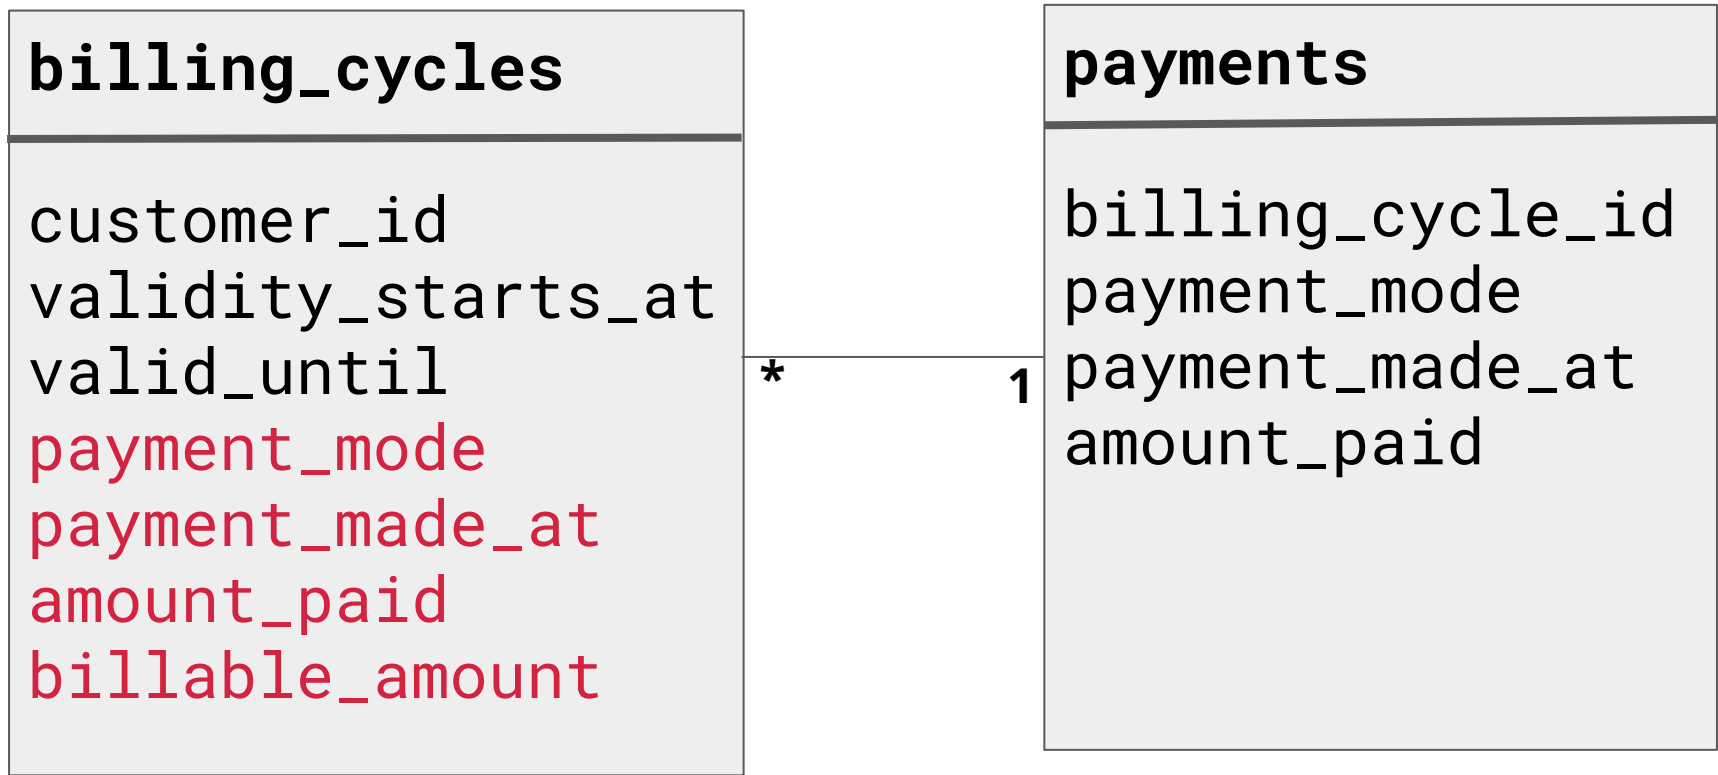 billing_cycles
customer_id
validity_starts_at
valid_until
payment_mode
payment_made_at
amount_paid
billable_amount
*
1
payments
billing_cycle_id
payment_mode
payment_made_at
amount_paid